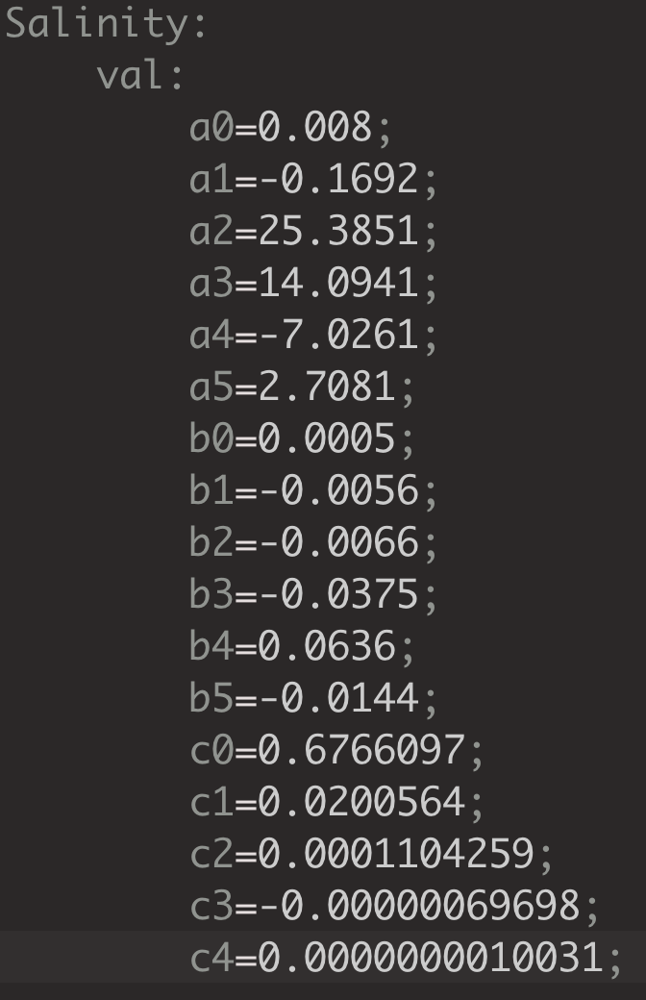 Salinity:
val:
a0=0.008;
a1=-0.1692;
a2=25.3851;
a3=14.0941;
a4=-7.0261;
a5=2.7081;
b0=0.0005;
b1=-0.0056;
b2=-0.0066;
b3=-0.0375;
b4=0.0636;
b5=-0.0144;
c0=0.6766097;
c1=0.0200564;
c2=0.0001104259;
c3=-0.00000069698;
c4=0.0000000010031;